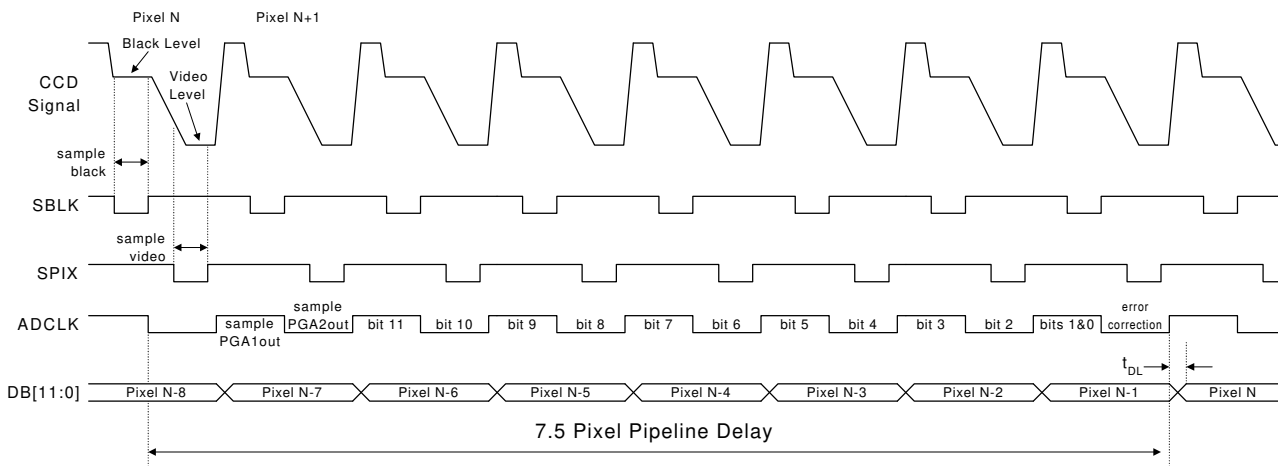 Pixel N
Pixel N+1
Black Level
CCD
Signal
Video
Level
sample
black
SBLK
sample
video
SPIX
ADCLK
sample
PGA1out
sample
PGA2out
bit 11
bit 10
bit 9
bit 8
bit 7
bit 6
bit 5
bit 4
bit 3
bit 2
bits 1&0
error
correction
tDL
DB[11:0]
Pixel N-8
Pixel N-7
Pixel N-6
Pixel N-5
Pixel N-4
Pixel N-3
Pixel N-2
Pixel N-1
Pixel N
7.5 Pixel Pipeline Delay